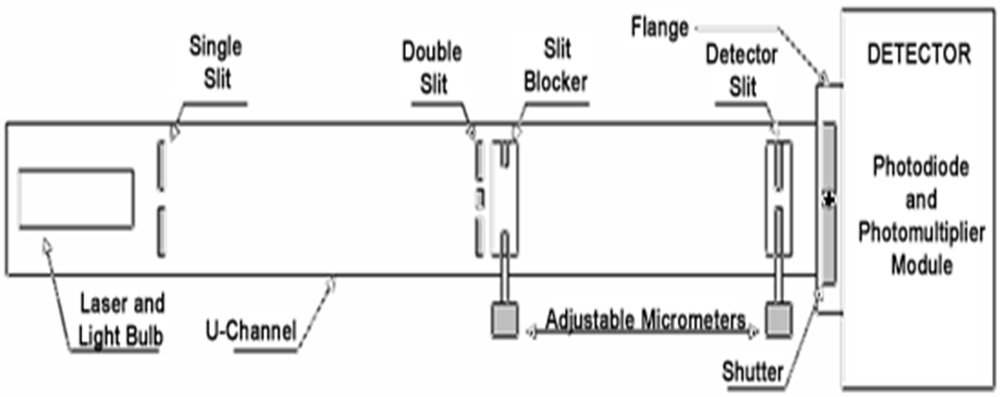 Single
Slit
Double
Slit
Slit
Blocker
Flange
Detector
Slit
DETECTOR
Photodiode
and
Photomultiplier
Module
Laser and
Light Bulb
U-Channel
Adjustable Micrometers
Shutter